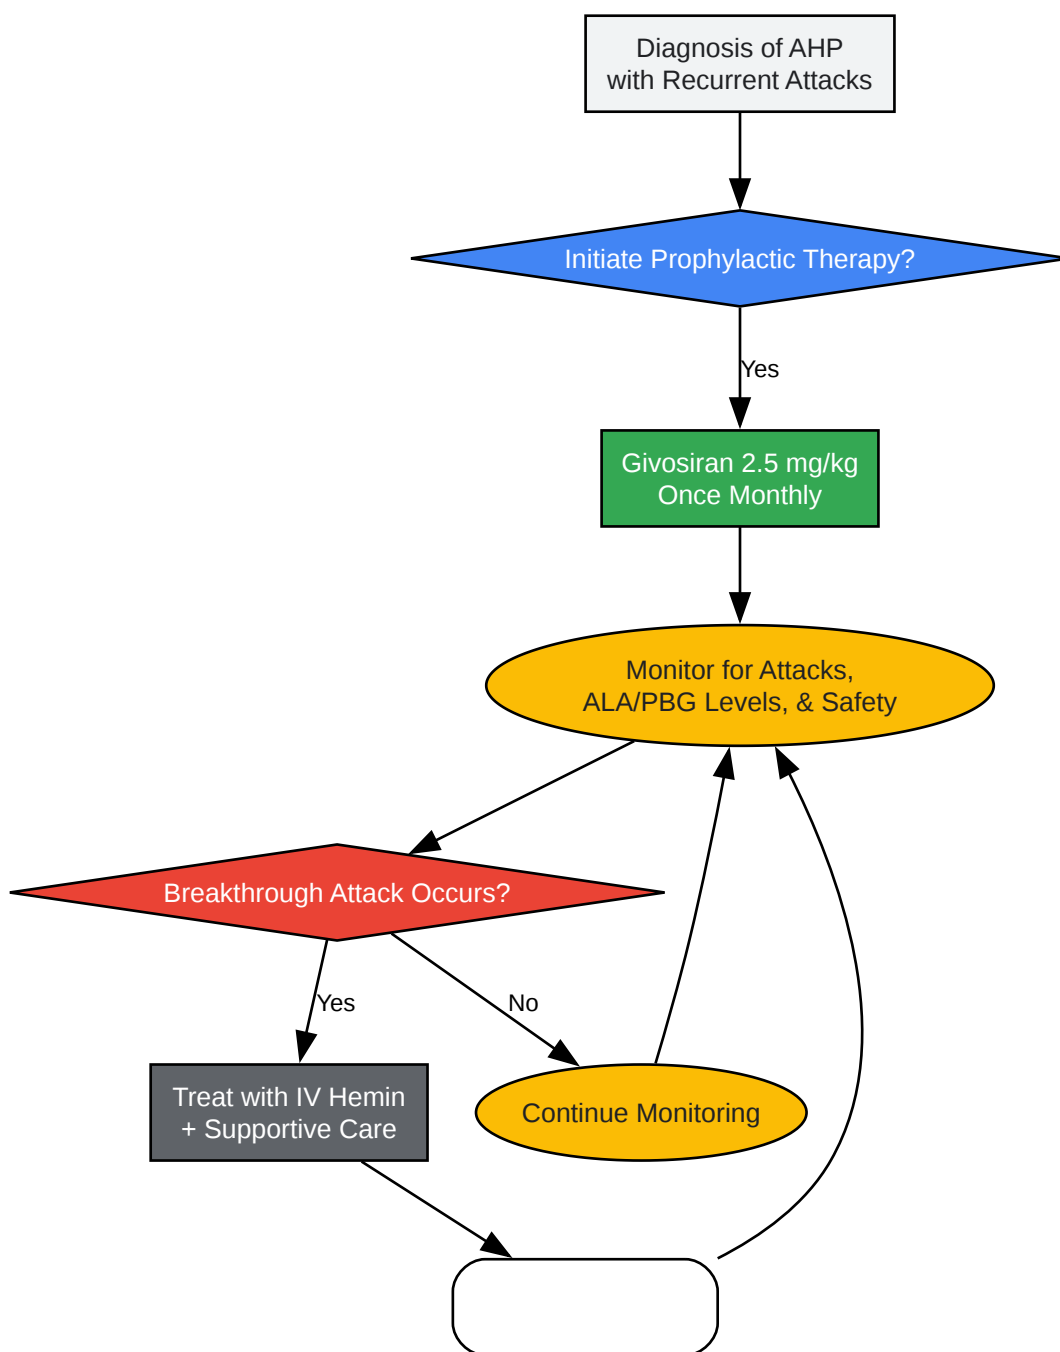 Diagnosis of AHP
with Recurrent Attacks
Initiate Prophylactic Therapy?
Yes
Givosiran 2.5 mg/kg
Once Monthly
Monitor for Attacks,
ALA/PBG Levels, & Safety
Breakthrough Attack Occurs?
Yes
No
Treat with IV Hemin
+ Supportive Care
Continue Monitoring